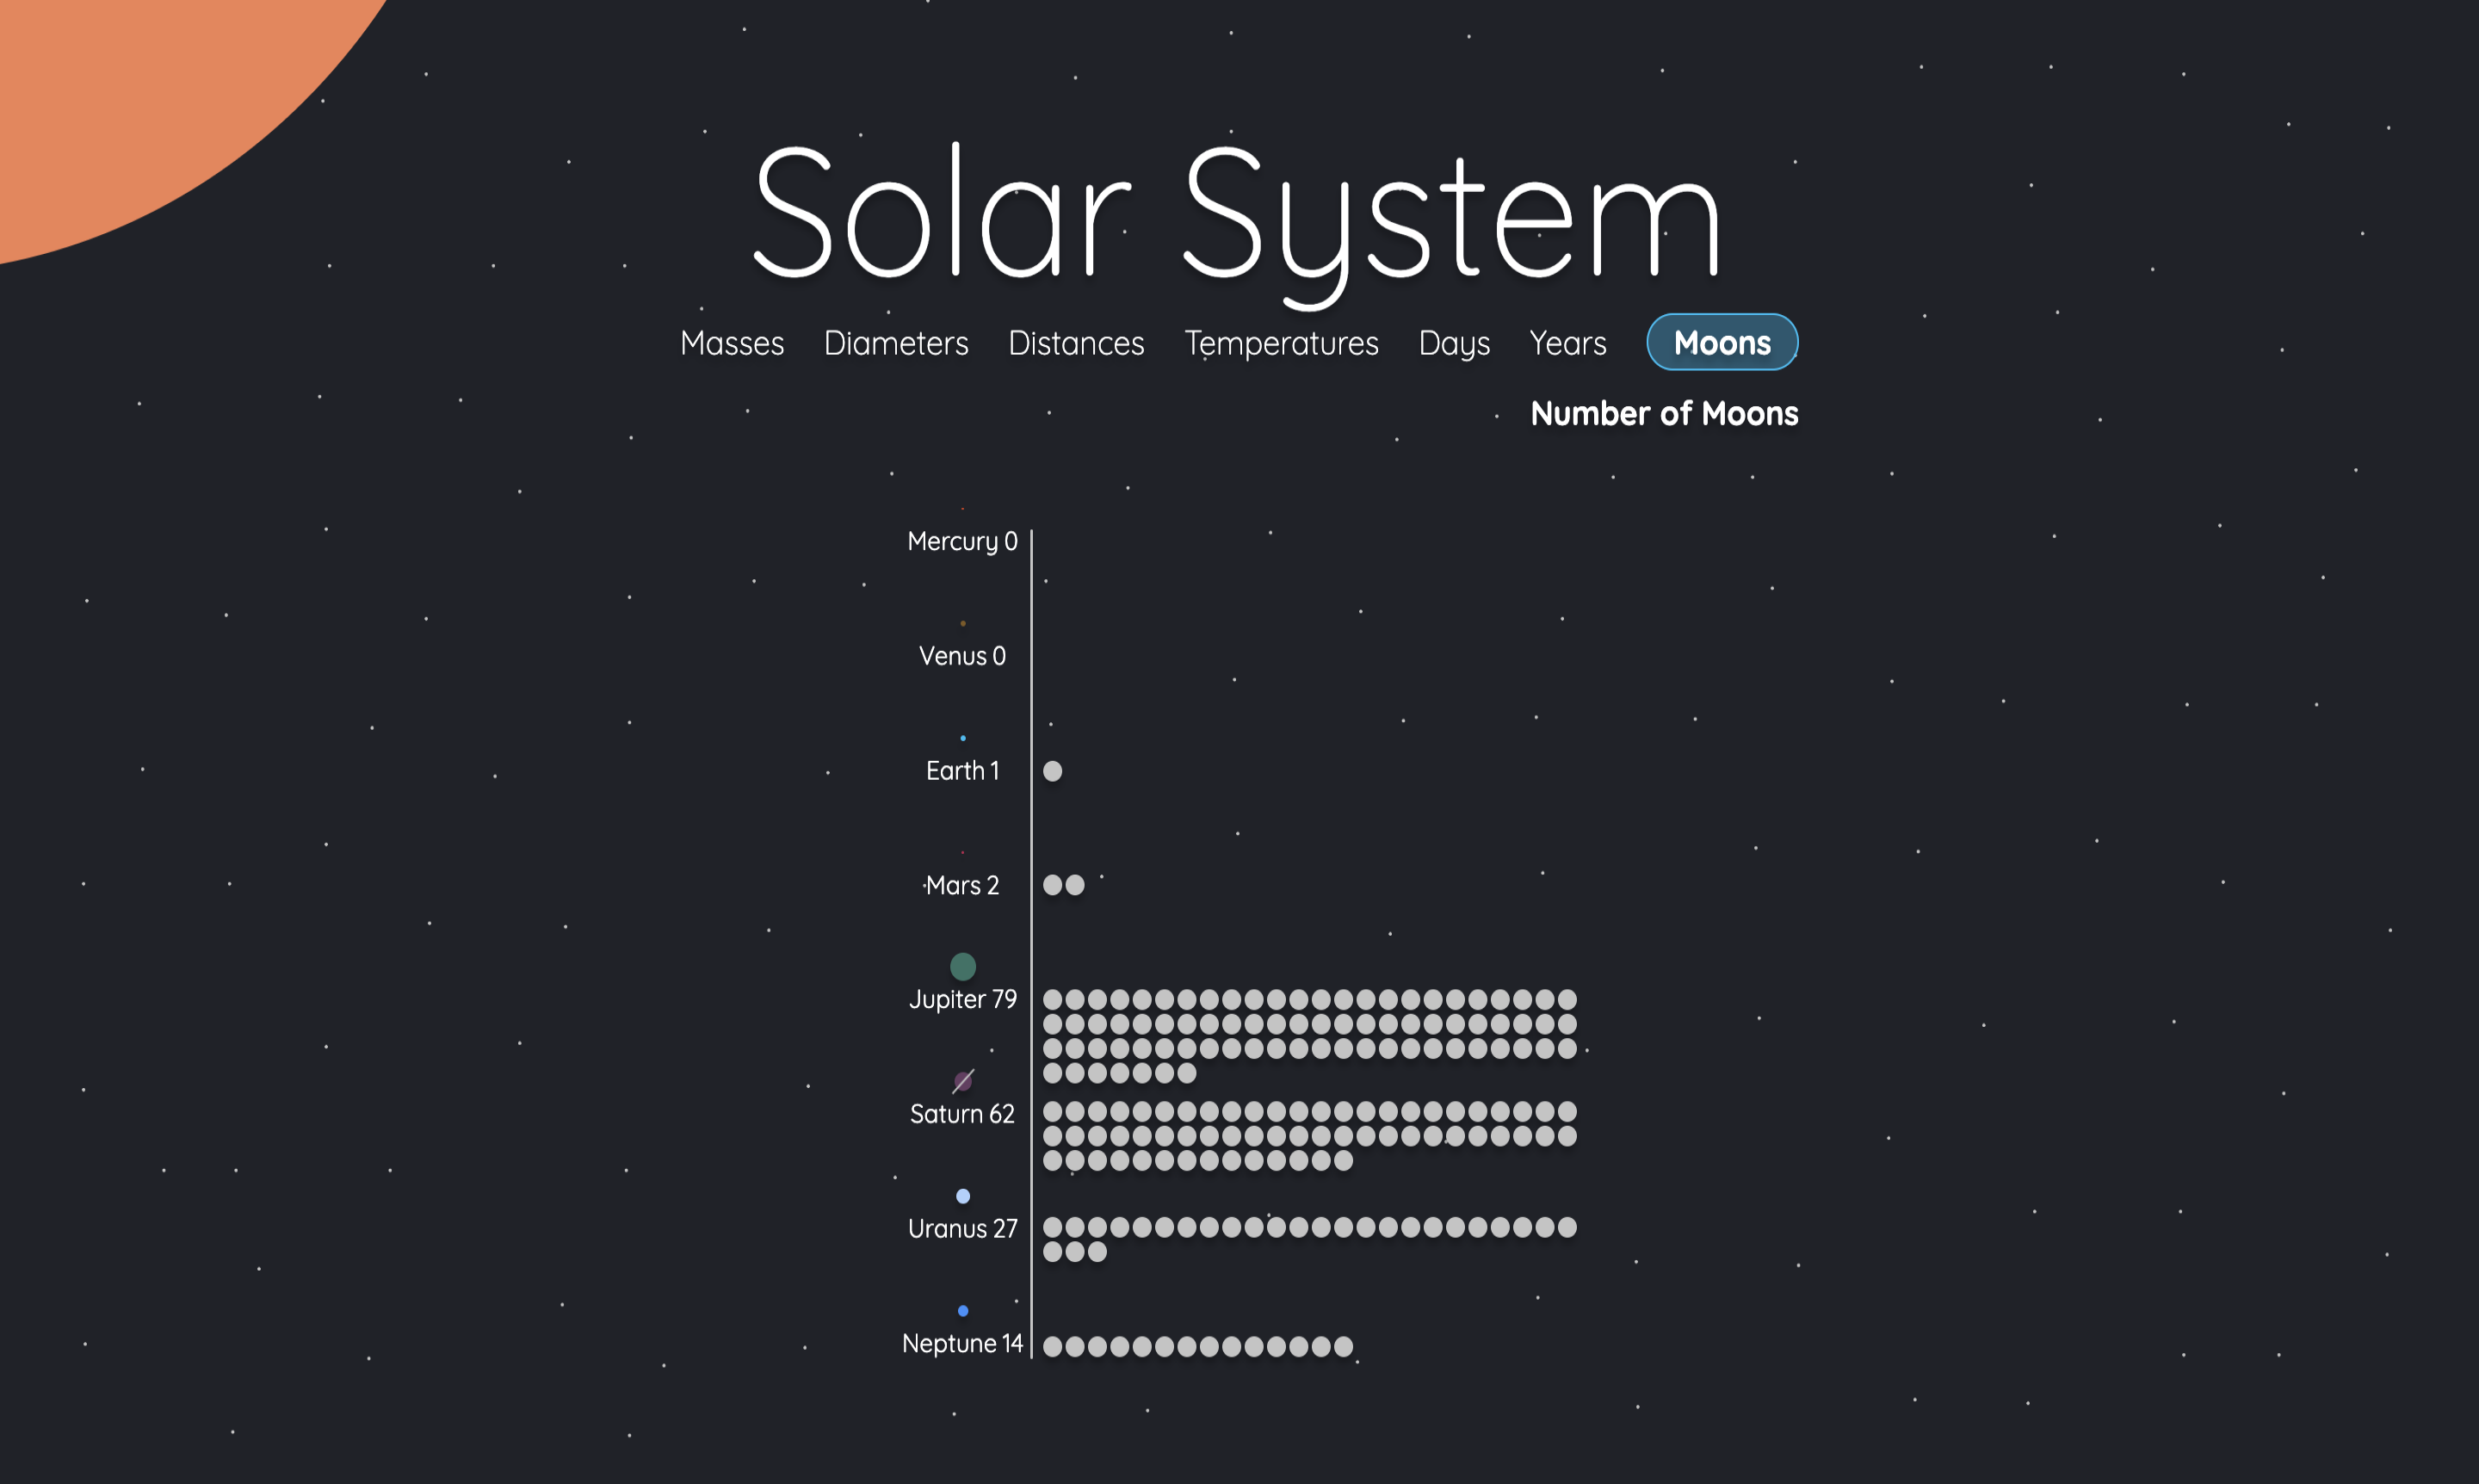 Solar System
Masses Diameters Distances Temperatures Days Years Moons
Number of Moons
Mercury 0
Venus 0
Earth 1
Mars 2
Jupiter 79
Saturn 62
Uranus 27
Neptune 14